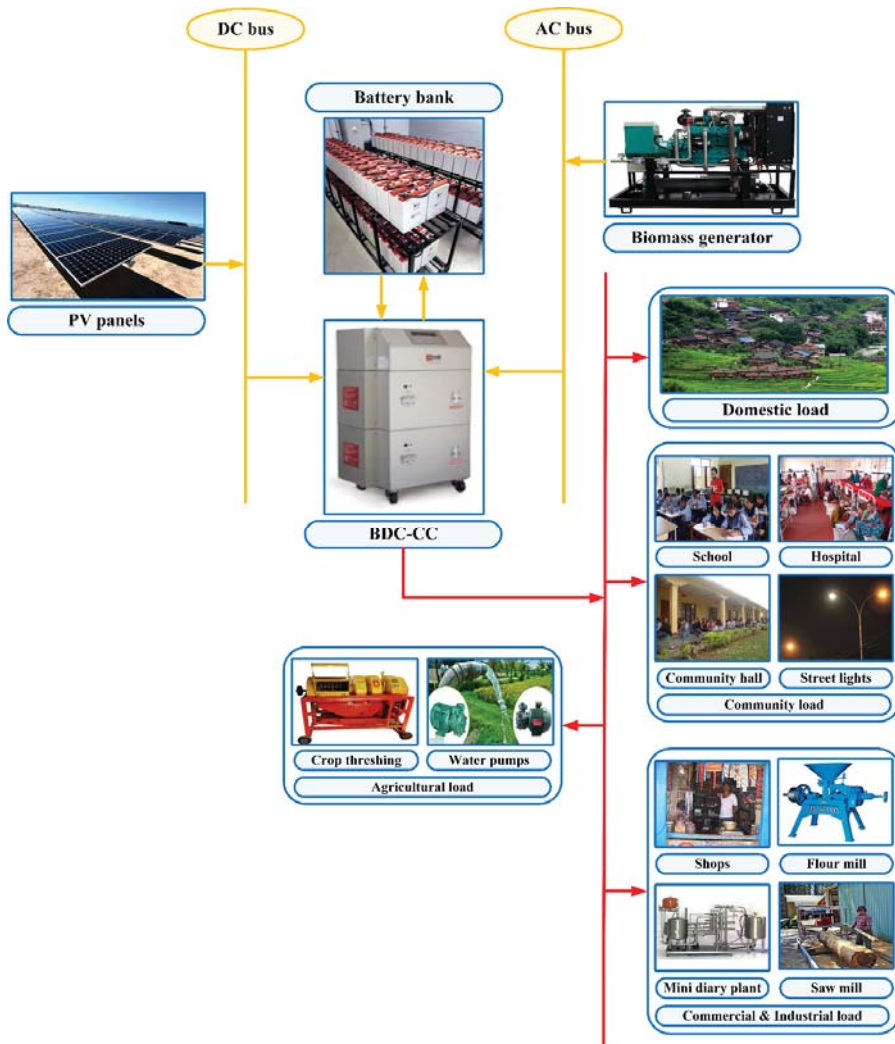 DC bus
AC bus
Battery bank
Biomass generator
PV panels
Domestic load
BDC-CC
School
Hospital
Community hall
Street lights
Community load
Crop threshing
Water pumps
Agricultural load
Shops
Flour mill
Mini diary plant
Saw mill
Commercial & Industrial load